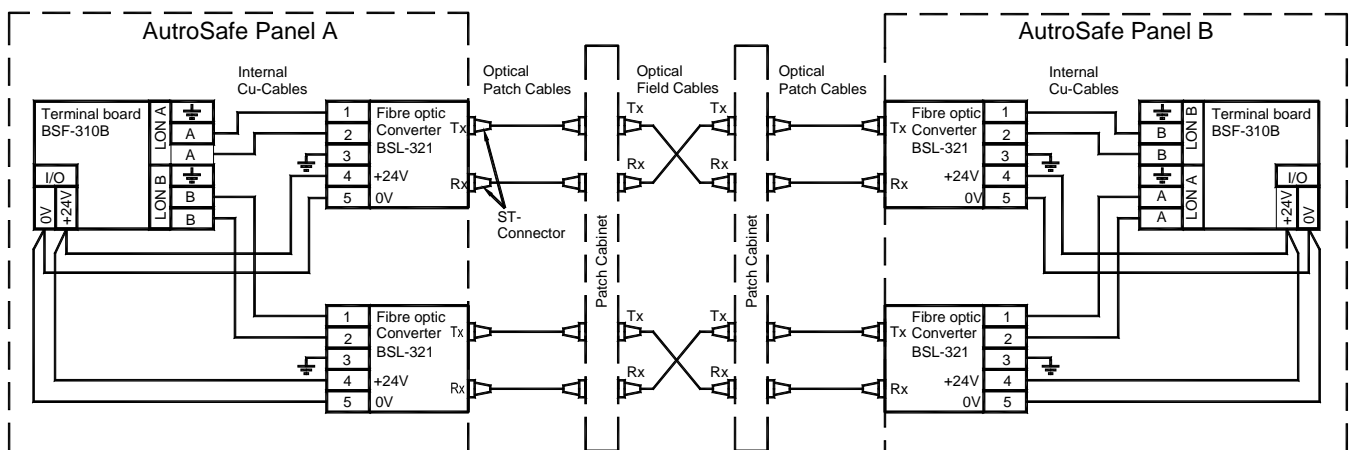 AutroSafe Panel A
AutroSafe Panel B
Internal
Cu-Cables
Optical
Patch Cables
Optical
Field Cables
Optical
Patch Cables
Internal
Cu-Cables
Terminal board
BSF-310B
LON A
A
A
LON B
B
B
I/O
0V
+24V
1
2
3
4
5
Fibre optic
Converter
BSL-321
+24V
0V
Tx
Rx
ST-
Connector
Patch Cabinet
Tx
Rx
Tx
Rx
Patch Cabinet
Tx
Rx
Fibre optic
Converter
BSL-321
+24V
0V
1
2
3
4
5
LON B
B
B
LON A
A
A
Terminal board
BSF-310B
I/O
+24V
0V
1
2
3
4
5
Fibre optic
Converter
BSL-321
+24V
0V
Tx
Rx
Tx
Rx
Tx
Rx
Tx
Rx
Fibre optic
Converter
BSL-321
+24V
0V
1
2
3
4
5